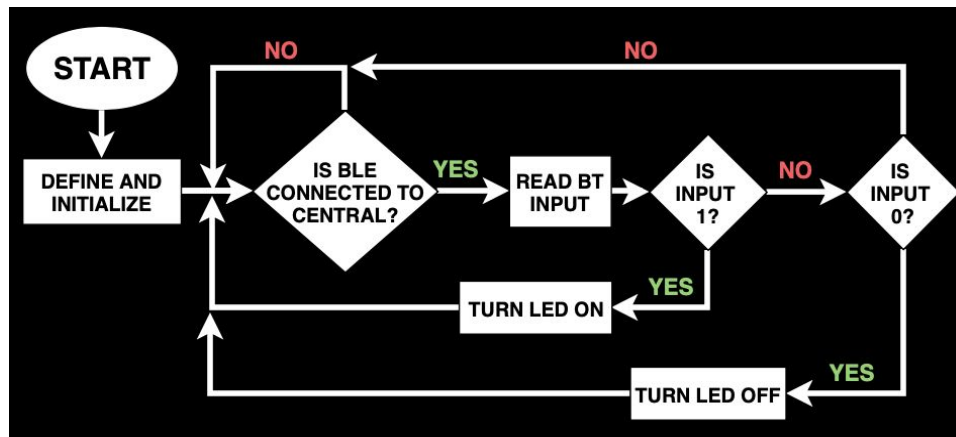 START
DEFINE AND
INITIALIZE
NO
IS BLE
CONNECTED TO
CENTRAL?
YES
READ BT
INPUT
IS
INPUT
1?
NO
IS
INPUT
0?
NO
YES
TURN LED ON
YES
TURN LED OFF